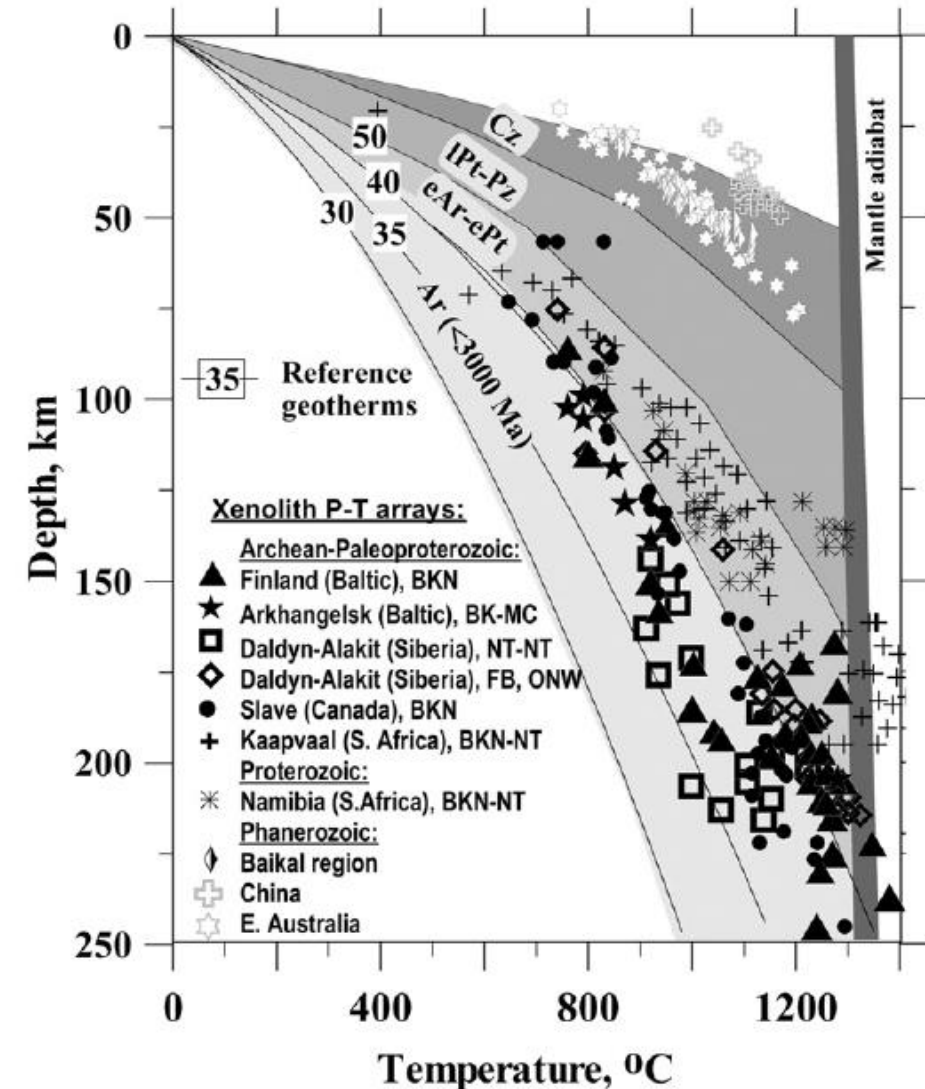 0
50
100
150
200
250
Depth, km
0
400
800
1200
Temperature, ºC
Mantle adiabat
Cz
lPt-Pz
eAr-ePt
Ar (<3000 Ma)
50
40
35
30
35
Reference
geotherms
Xenolith P-T arrays:
Archean-Paleoproterozoic:
Finland (Baltic), BKN
Arkhangelsk (Baltic), BK-MC
Daldyn-Alakit (Siberia), NT-NT
Daldyn-Alakit (Siberia), FB, ONW
Slave (Canada), BKN
Kaapvaal (S. Africa), BKN-NT
Proterozoic:
Namibia (S.Africa), BKN-NT
Phanerozoic:
Baikal region
China
E. Australia